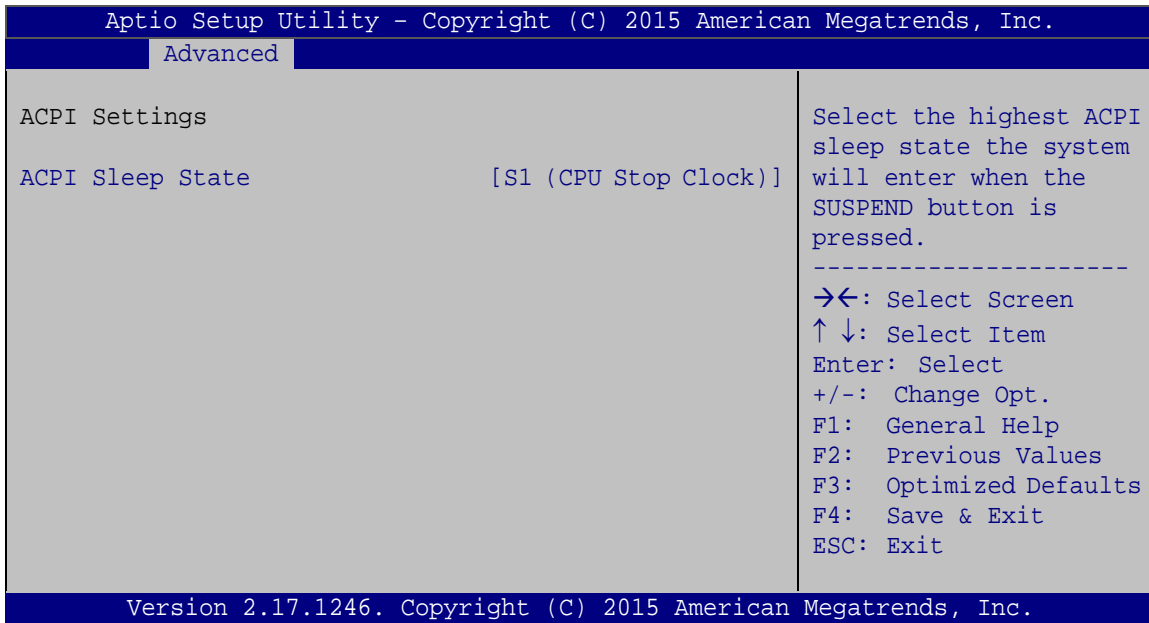 Aptio Setup Utility – Copyright (C) 2015 American Megatrends, Inc.
Advanced
ACPI Settings
ACPI Sleep State [S1 (CPU Stop Clock)]
Select the highest ACPI
sleep state the system
will enter when the
SUSPEND button is
pressed.
----------------------
→←: Select Screen
↑ ↓: Select Item
Enter: Select
+/-: Change Opt.
F1: General Help
F2: Previous Values
F3: Optimized Defaults
F4: Save & Exit
ESC: Exit
Version 2.17.1246. Copyright (C) 2015 American Megatrends, Inc.